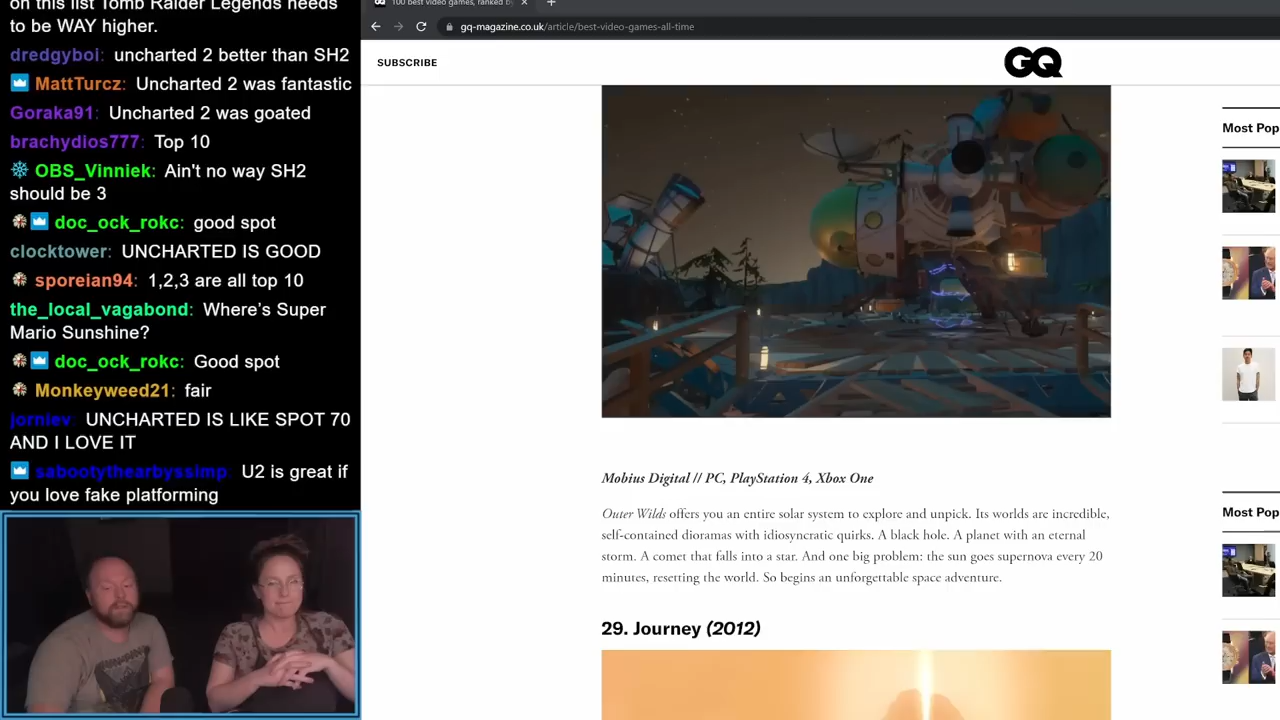 on this list Tomb Raider Legends needs
to be WAY higher.
dredgyboi: uncharted 2 better than SH2
MattTurcz: Uncharted 2 was fantastic
Goraka91: Uncharted 2 was goated
brachydios777: Top 10
OBS_Vinniek: Ain't no way SH2
should be 3
doc_ock_rokc: good spot
clocktower: UNCHARTED IS GOOD
sporeian94: 1,2,3 are all top 10
the_local_vagabond: Where's Super
Mario Sunshine?
doc_ock_rokc: Good spot
Monkeyweed21: fair
jorniev: UNCHARTED IS LIKE SPOT 70
AND I LOVE IT
sabootythearbyssimp: U2 is great if
you love fake platforming
100 best video games, ranked b
gq-magazine.co.uk/article/best-video-games-all-time
SUBSCRIBE
GQ
Mobius Digital // PC, PlayStation 4, Xbox One
Outer Wilds offers you an entire solar system to explore and unpick. Its worlds are incredible,
self-contained dioramas with idiosyncratic quirks. A black hole. A planet with an eternal
storm. A comet that falls into a star. And one big problem: the sun goes supernova every 20
minutes, resetting the world. So begins an unforgettable space adventure.
29. Journey (2012)
Most Pop
Most Pop